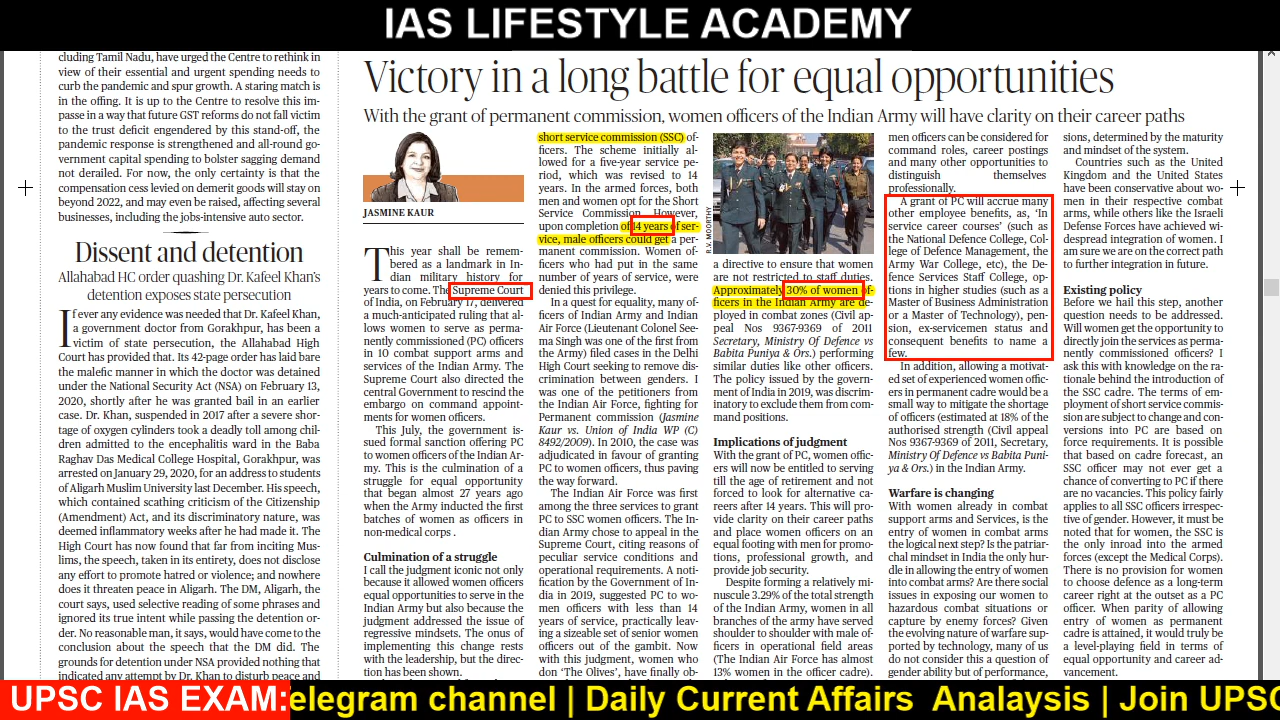 IAS LIFESTYLE ACADEMY
cluding Tamil Nadu, have urged the Centre to rethink in
view of their essential and urgent spending needs to
curb the pandemic and spur growth. A staring match is
in the offing. It is up to the Centre to resolve this im-
passe in a way that future GST reforms do not fall victim
to the trust deficit engendered by this stand-off, the
pandemic response is strengthened and all-round go-
vernment capital spending to bolster sagging demand
not derailed. For now, the only certainty is that the
compensation cess levied on demerit goods will stay on
beyond 2022, and may even be raised, affecting several
businesses, including the jobs-intensive auto sector.
Dissent and detention
Allahabad HC order quashing Dr. Kafeel Khan's
detention exposes state persecution
If ever any evidence was needed that Dr. Kafeel Khan,
a government doctor from Gorakhpur, has been a
victim of state persecution, the Allahabad High
Court has provided that. Its 42-page order has laid bare
the malefic manner in which the doctor was detained
under the National Security Act (NSA) on February 13,
2020, shortly after he was granted bail in an earlier
case. Dr. Khan, suspended in 2017 after a severe shor-
tage of oxygen cylinders took a deadly toll among chil-
dren admitted to the encephalitis ward in the Baba
Raghav Das Medical College Hospital, Gorakhpur, was
arrested on January 29, 2020, for an address to students
of Aligarh Muslim University last December. His speech,
which contained scathing criticism of the Citizenship
(Amendment) Act, and its discriminatory nature, was
deemed inflammatory weeks after he had made it. The
High Court has now found that far from inciting Mus-
lims, the speech, taken in its entirety, does not disclose
any effort to promote hatred or violence; and nowhere
does it threaten peace in Aligarh. The DM, Aligarh, the
court says, used selective reading of some phrases and
ignored its true intent while passing the detention or-
der. No reasonable man, it says, would have come to the
conclusion about the speech that the DM did. The
grounds for detention under NSA provided nothing that
indicated any attempt by Dr. Khan to disturb peace and
Victory in a long battle for equal opportunities
With the grant of permanent commission, women officers of the Indian Army will have clarity on their career paths
JASMINE KAUR
This year shall be remem-
bered as a landmark in In-
dian military history for
years to come. The Supreme Court
of India, on February 17, delivered
a much-anticipated ruling that al-
lows women to serve as perma-
nently commissioned (PC) officers
in 10 combat support arms and
services of the Indian Army. The
Supreme Court also directed the
central Government to rescind the
embargo on command appoint-
ments for women officers.
This July, the government is-
sued formal sanction offering PC
to women officers of the Indian Ar-
my. This is the culmination of a
struggle for equal opportunity
that began almost 27 years ago
when the Army inducted the first
batches of women as officers in
non-medical corps .
Culmination of a struggle
I call the judgment iconic not only
because it allowed women officers
equal opportunities to serve in the
Indian Army but also because the
judgment addressed the issue of
regressive mindsets. The onus of
implementing this change rests
with the leadership, but the direc-
tion has been shown.
short service commission (SSC) of-
ficers. The scheme initially al-
lowed for a five-year service pe-
riod, which was revised to 14
years. In the armed forces, both
men and women opt for the Short
Service Commission. However,
upon completion of 14 years of ser-
vice, male officers could get a per-
manent commission. Women of-
ficers who had put in the same
number of years of service, were
denied this privilege.
In a quest for equality, many of-
ficers of Indian Army and Indian
Air Force (Lieutenant Colonel See-
ma Singh was one of the first from
the Army) filed cases in the Delhi
High Court seeking to remove dis-
crimination between genders. I
was one of the petitioners from
the Indian Air Force, fighting for
Permanent commission (Jasmine
Kaur vs. Union of India WP (C)
8492/2009). In 2010, the case was
adjudicated in favour of granting
PC to women officers, thus paving
the way forward.
The Indian Air Force was first
among the three services to grant
PC to SSC women officers. The In-
dian Army chose to appeal in the
Supreme Court, citing reasons of
peculiar service conditions and
operational requirements. A noti-
fication by the Government of In-
dia in 2019, suggested PC to wo-
men officers with less than 14
years of service, practically leav-
ing a sizeable set of senior women
officers out of the gambit. Now
with this judgment, women who
don 'The Olives', have finally ob-
R.V. MOORTHY
a directive to ensure that women
are not restricted to staff duties.
Approximately 30% of women of-
ficers in the Indian Army are de-
ployed in combat zones (Civil ap-
peal Nos 9367-9369 of 2011
Secretary, Ministry Of Defence vs
Babita Puniya & Ors.) performing
similar duties like other officers.
The policy issued by the govern-
ment of India in 2019, was discrim-
inatory to exclude them from com-
mand positions.
Implications of judgment
With the grant of PC, women offic-
ers will now be entitled to serving
till the age of retirement and not
forced to look for alternative ca-
reers after 14 years. This will pro-
vide clarity on their career paths
and place women officers on an
equal footing with men for promo-
tions, professional growth, and
provide job security.
Despite forming a relatively mi-
nuscule 3.29% of the total strength
of the Indian Army, women in all
branches of the army have served
shoulder to shoulder with male of-
ficers in operational field areas
(The Indian Air Force has almost
13% women in the officer cadre).
men officers can be considered for
command roles, career postings
and many other opportunities to
distinguish themselves
professionally.
A grant of PC will accrue many
other employee benefits, as, 'In
service career courses' (such as
the National Defence College, Col-
lege of Defence Management, the
Army War College, etc), the De-
fence Services Staff College, op-
tions in higher studies (such as a
Master of Business Administration
or a Master of Technology), pen-
sion, ex-servicemen status and
consequent benefits to name a
few.
In addition, allowing a motivat-
ed set of experienced women offic-
ers in permanent cadre would be a
small way to mitigate the shortage
of officers (estimated at 18% of the
authorised strength (Civil appeal
Nos 9367-9369 of 2011, Secretary,
Ministry Of Defence vs Babita Puni-
ya & Ors.) in the Indian Army.
Warfare is changing
With women already in combat
support arms and Services, is the
entry of women in combat arms
the logical next step? Is the patriar-
chal mindset in India the only hur-
dle in allowing the entry of women
into combat arms? Are there social
issues in exposing our women to
hazardous combat situations or
capture by enemy forces? Given
the evolving nature of warfare sup-
ported by technology, many of us
do not consider this a question of
gender ability but of performance,
sions, determined by the maturity
and mindset of the system.
Countries such as the United
Kingdom and the United States
have been conservative about wo-
men in their respective combat
arms, while others like the Israeli
Defense Forces have achieved wi-
despread integration of women. I
am sure we are on the correct path
to further integration in future.
Existing policy
Before we hail this step, another
question needs to be addressed.
Will women get the opportunity to
directly join the services as perma-
nently commissioned officers? I
ask this with knowledge on the ra-
tionale behind the introduction of
the SSC cadre. The terms of em-
ployment of short service commis-
sion are subject to change and con-
versions into PC are based on
force requirements. It is possible
that based on cadre forecast, an
SSC officer may not ever get a
chance of converting to PC if there
are no vacancies. This policy fairly
applies to all SSC officers irrespec-
tive of gender. However, it must be
noted that for women, the SSC is
the only inroad into the armed
forces (except the Medical Corps).
There is no provision for women
to choose defence as a long-term
career right at the outset as a PC
officer. When parity of allowing
entry of women as permanent
cadre is attained, it would truly be
a level-playing field in terms of
equal opportunity and career ad-
vancement.
UPSC IAS EXAM: elegram channel | Daily Current Affairs Analaysis | Join UPSC